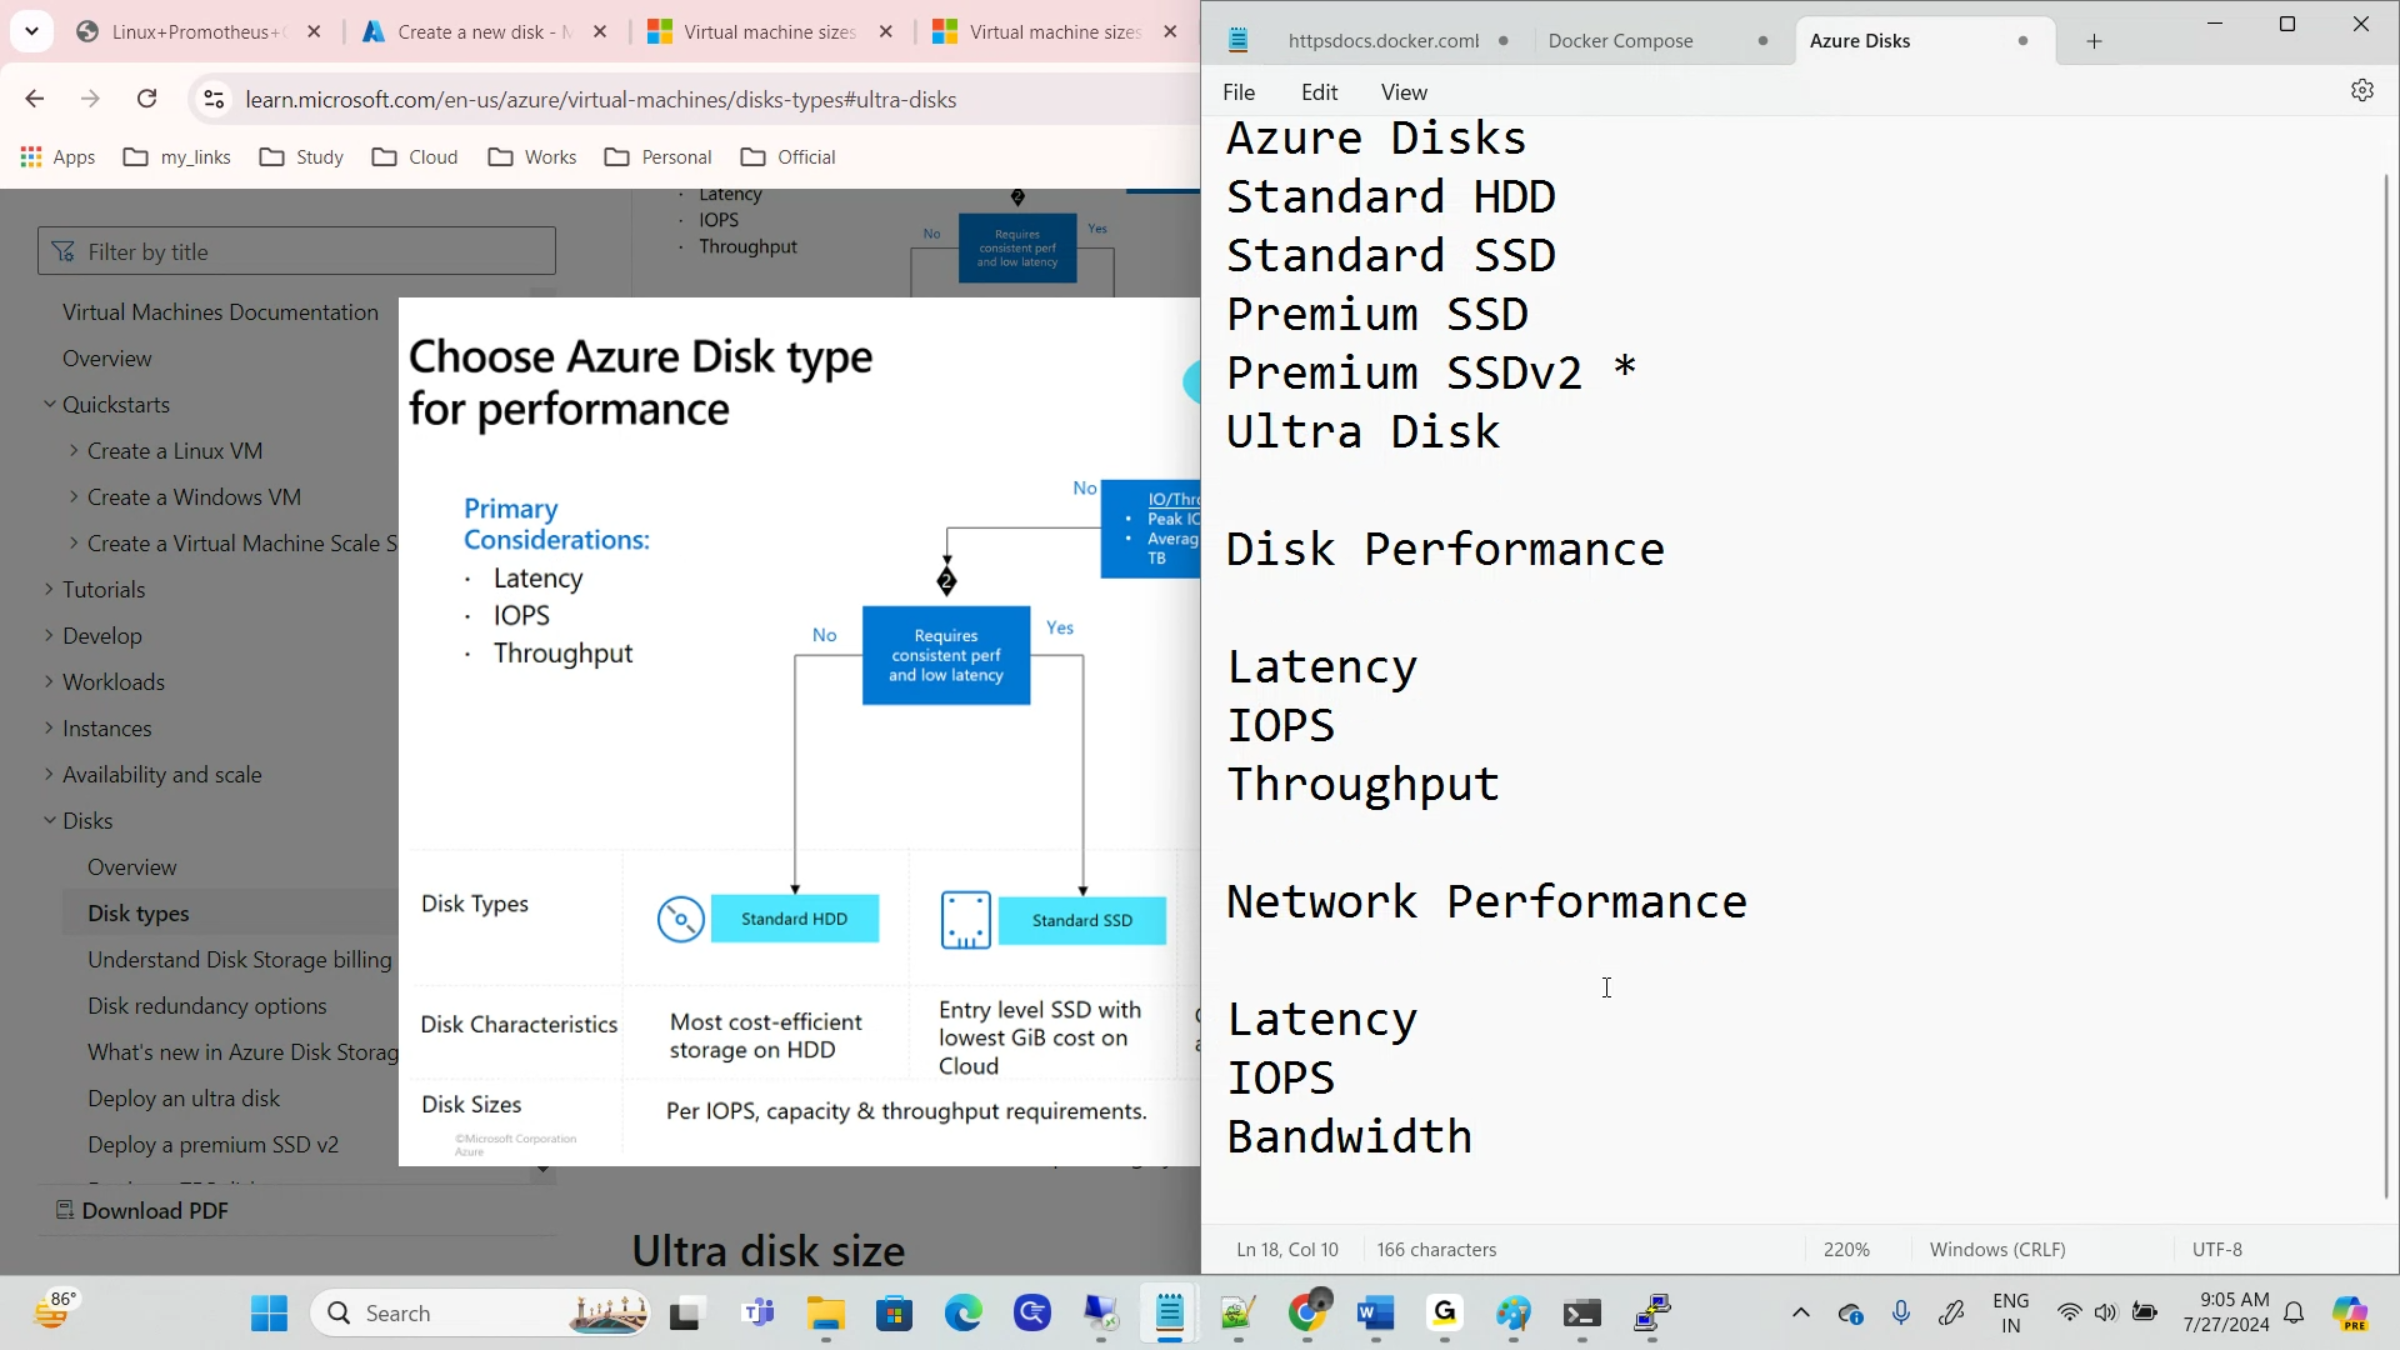 Linux+Promotheus+
Create a new disk - M
Virtual machine sizes
Virtual machine sizes
learn.microsoft.com/en-us/azure/virtual-machines/disks-types#ultra-disks
Apps
my_links
Study
Cloud
Works
Personal
Official
Filter by title
Virtual Machines Documentation
Overview
Quickstarts
Create a Linux VM
Create a Windows VM
Create a Virtual Machine Scale S
Tutorials
Develop
Workloads
Instances
Availability and scale
Disks
Overview
Disk types
Understand Disk Storage billing
Disk redundancy options
What's new in Azure Disk Storag
Deploy an ultra disk
Deploy a premium SSD v2
Download PDF
· Latency
· IOPS
· Throughput
No
Requires
consistent perf
and low latency
Yes
2
Choose Azure Disk type
for performance
Primary
Considerations:
· Latency
· IOPS
· Throughput
No
IO/Thro
• Peak IO
• Averag
TB
2
No
Requires
consistent perf
and low latency
Yes
Disk Types
Standard HDD
Standard SSD
Disk Characteristics
Most cost-efficient
storage on HDD
Entry level SSD with
lowest GiB cost on
Cloud
Disk Sizes
Per IOPS, capacity & throughput requirements.
©Microsoft Corporation
Azure
Ultra disk size
httpsdocs.docker.com
Docker Compose
Azure Disks
File
Edit
View
Azure Disks
Standard HDD
Standard SSD
Premium SSD
Premium SSDv2 *
Ultra Disk
Disk Performance
Latency
IOPS
Throughput
Network Performance
Latency
IOPS
Bandwidth
Ln 18, Col 10
166 characters
220%
Windows (CRLF)
UTF-8
86°
Search
ENG
IN
9:05 AM
7/27/2024
PRE